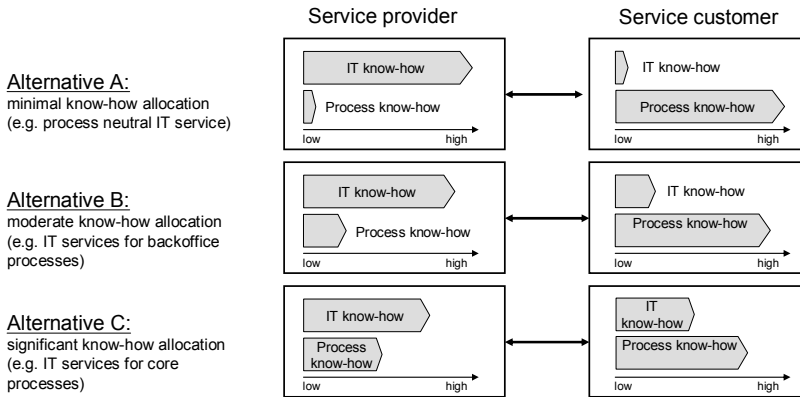 Service provider
Service customer
Alternative A:
minimal know-how allocation
(e.g. process neutral IT service)
IT know-how
Process know-how
low
high
IT know-how
Process know-how
low
high
Alternative B:
moderate know-how allocation
(e.g. IT services for backoffice
processes)
IT know-how
Process know-how
low
high
IT know-how
Process know-how
low
high
Alternative C:
significant know-how allocation
(e.g. IT services for core
processes)
IT know-how
Process
know-how
low
high
IT
know-how
Process know-how
low
high